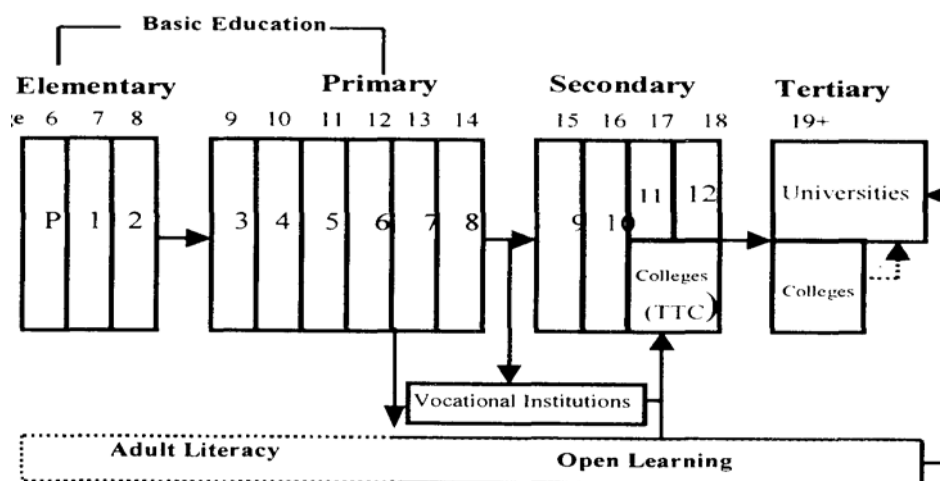 Basic Education
Elementary Primary Secondary Tertiary
ge 6 7 8 9 10 11 12 13 14 15 16 17 18 19+
P 1 2 3 4 5 6 7 8 9 10 11 12 Universities
Colleges
(TTC)
Colleges
Vocational Institutions
Adult Literacy Open Learning